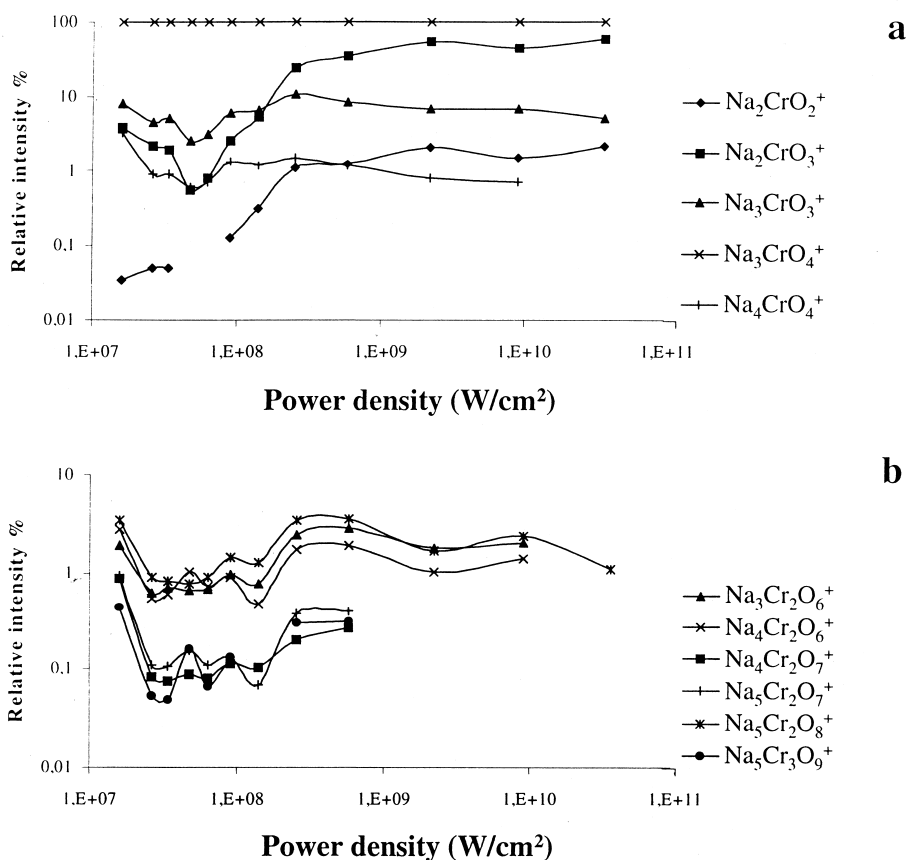 a
Relative intensity %
100
10
1
0.1
0.01
1.E+07 1.E+08 1.E+09 1.E+10 1.E+11
Power density (W/cm²)
Na₂CrO₂⁺
Na₂CrO₃⁺
Na₃CrO₃⁺
Na₃CrO₄⁺
Na₄CrO₄⁺
b
Relative intensity %
10
1
0.1
0.01
1.E+07 1.E+08 1.E+09 1.E+10 1.E+11
Power density (W/cm²)
Na₃Cr₂O₆⁺
Na₄Cr₂O₆⁺
Na₄Cr₂O₇⁺
Na₅Cr₂O₇⁺
Na₅Cr₂O₈⁺
Na₅Cr₃O₉⁺